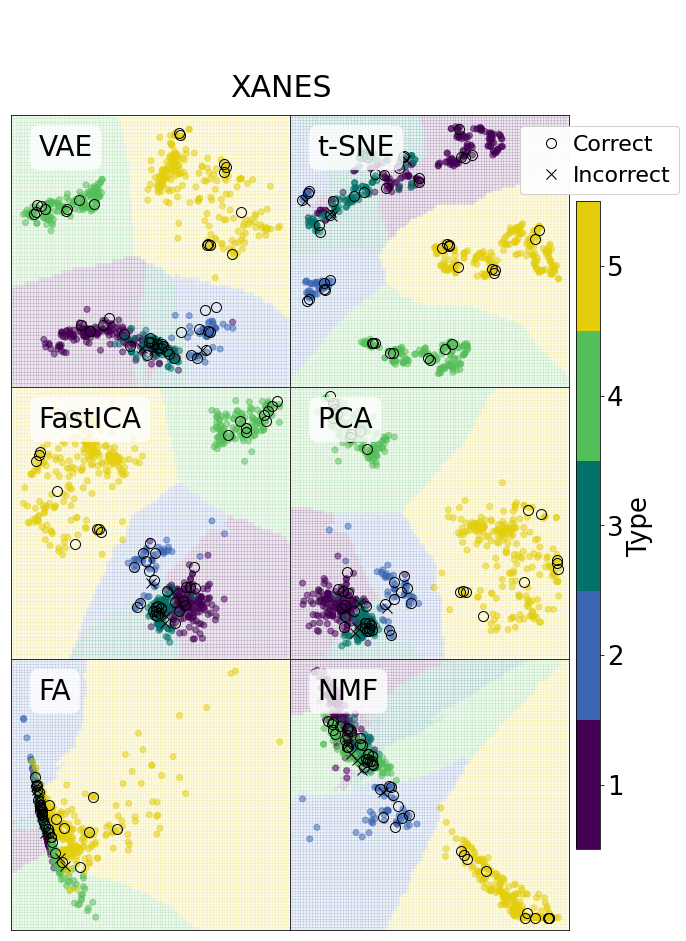 XANES
VAE
t-SNE
Correct
Incorrect
FastICA
PCA
FA
NMF
5
4
3
2
1
Type